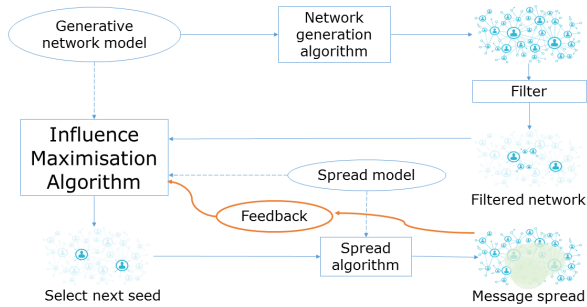 Generative
network model
Network
generation
algorithm
Filter
Influence
Maximisation
Algorithm
Spread model
Filtered network
Feedback
Spread
algorithm
Select next seed
Message spread